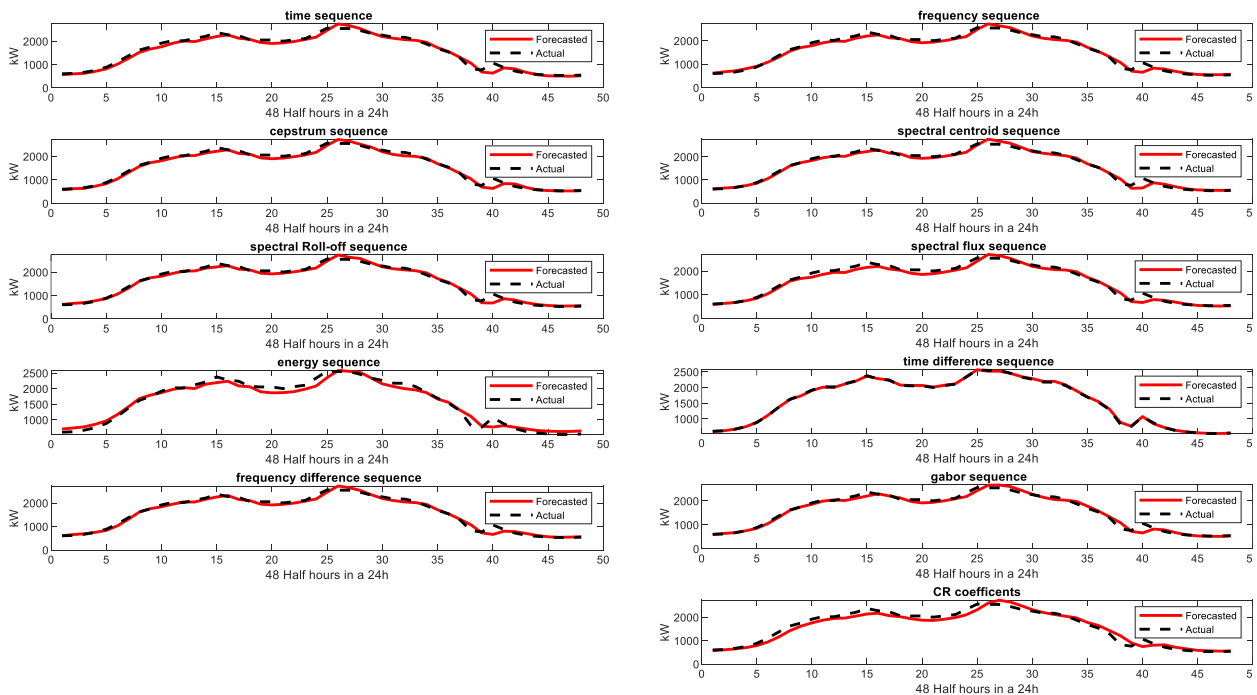 time sequence
kW
2000
1000
0
Forecasted
Actual
0 5 10 15 20 25 30 35 40 45 50
48 Half hours in a 24h
frequency sequence
kW
2000
1000
0
Forecasted
Actual
0 5 10 15 20 25 30 35 40 45 5
48 Half hours in a 24h
cepstrum sequence
kW
2000
1000
0
Forecasted
Actual
0 5 10 15 20 25 30 35 40 45 50
48 Half hours in a 24h
spectral centroid sequence
kW
2000
1000
0
Forecasted
Actual
0 5 10 15 20 25 30 35 40 45 5
48 Half hours in a 24h
spectral Roll-off sequence
kW
2000
1000
0
Forecasted
Actual
0 5 10 15 20 25 30 35 40 45 50
48 Half hours in a 24h
spectral flux sequence
kW
2000
1000
0
Forecasted
Actual
0 5 10 15 20 25 30 35 40 45 5
48 Half hours in a 24h
energy sequence
kW
2500
2000
1500
1000
Forecasted
Actual
0 5 10 15 20 25 30 35 40 45 50
48 Half hours in a 24h
time difference sequence
kW
2500
2000
1500
1000
Forecasted
Actual
0 5 10 15 20 25 30 35 40 45 5
48 Half hours in a 24h
frequency difference sequence
kW
2000
1000
0
Forecasted
Actual
0 5 10 15 20 25 30 35 40 45 50
48 Half hours in a 24h
gabor sequence
kW
2000
1000
0
Forecasted
Actual
0 5 10 15 20 25 30 35 40 45 5
48 Half hours in a 24h
CR coefficents
kW
2000
1000
0
Forecasted
Actual
0 5 10 15 20 25 30 35 40 45 5
48 Half hours in a 24h